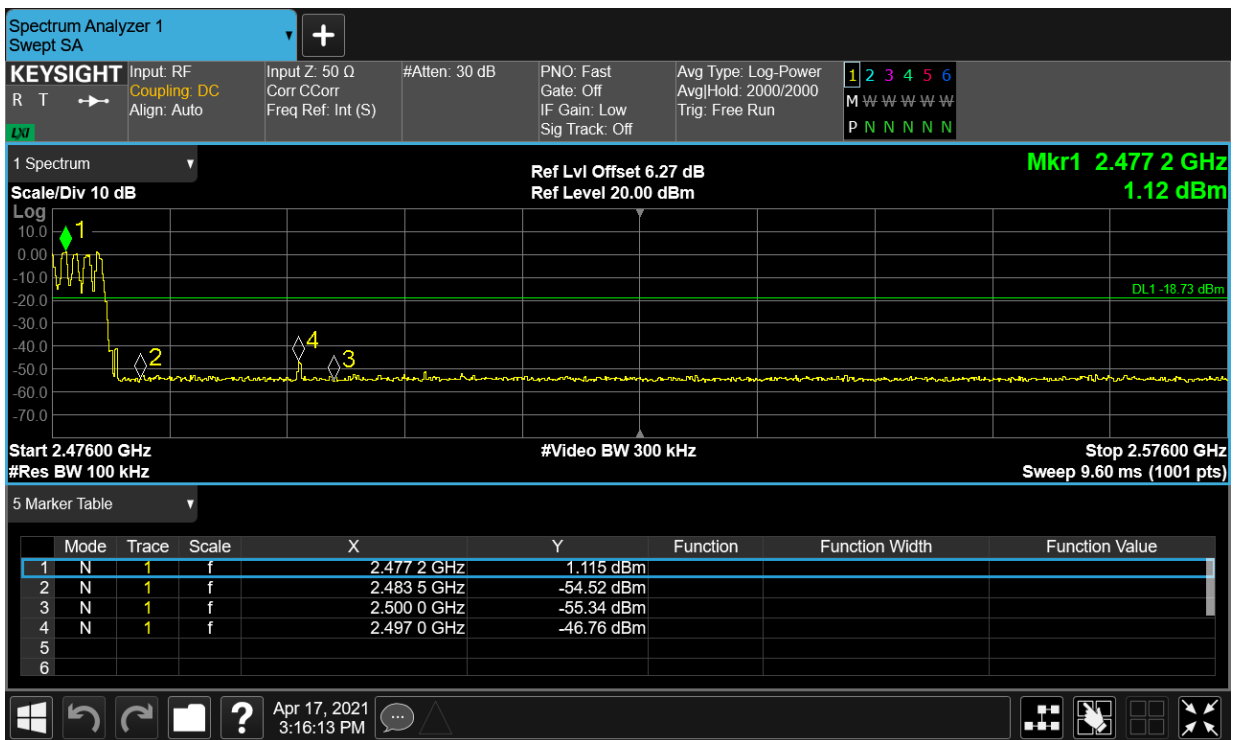 Spectrum Analyzer 1
Swept SA
+
KEYSIGHT Input: RF Input Z: 50 Ω #Atten: 30 dB PNO: Fast Avg Type: Log-Power 1 2 3 4 5 6
R T Coupling: DC Corr CCorr Gate: Off Avg|Hold: 2000/2000 M W W W W W
Align: Auto Freq Ref: Int (S) IF Gain: Low Trig: Free Run
LXI Sig Track: Off P N N N N N
1 Spectrum Ref Lvl Offset 6.27 dB Mkr1 2.477 2 GHz
Scale/Div 10 dB Ref Level 20.00 dBm 1.12 dBm
Log
10.0 1
0.00
-10.0
DL1 -18.73 dBm
-20.0
-30.0
-40.0 4
2 3
-50.0
-60.0
-70.0
Start 2.47600 GHz #Video BW 300 kHz Stop 2.57600 GHz
#Res BW 100 kHz Sweep 9.60 ms (1001 pts)
5 Marker Table
Mode Trace Scale X Y Function Function Width Function Value
1 N 1 f 2.477 2 GHz 1.115 dBm
2 N 1 f 2.483 5 GHz -54.52 dBm
3 N 1 f 2.500 0 GHz -55.34 dBm
4 N 1 f 2.497 0 GHz -46.76 dBm
5
6
? Apr 17, 2021
3:16:13 PM